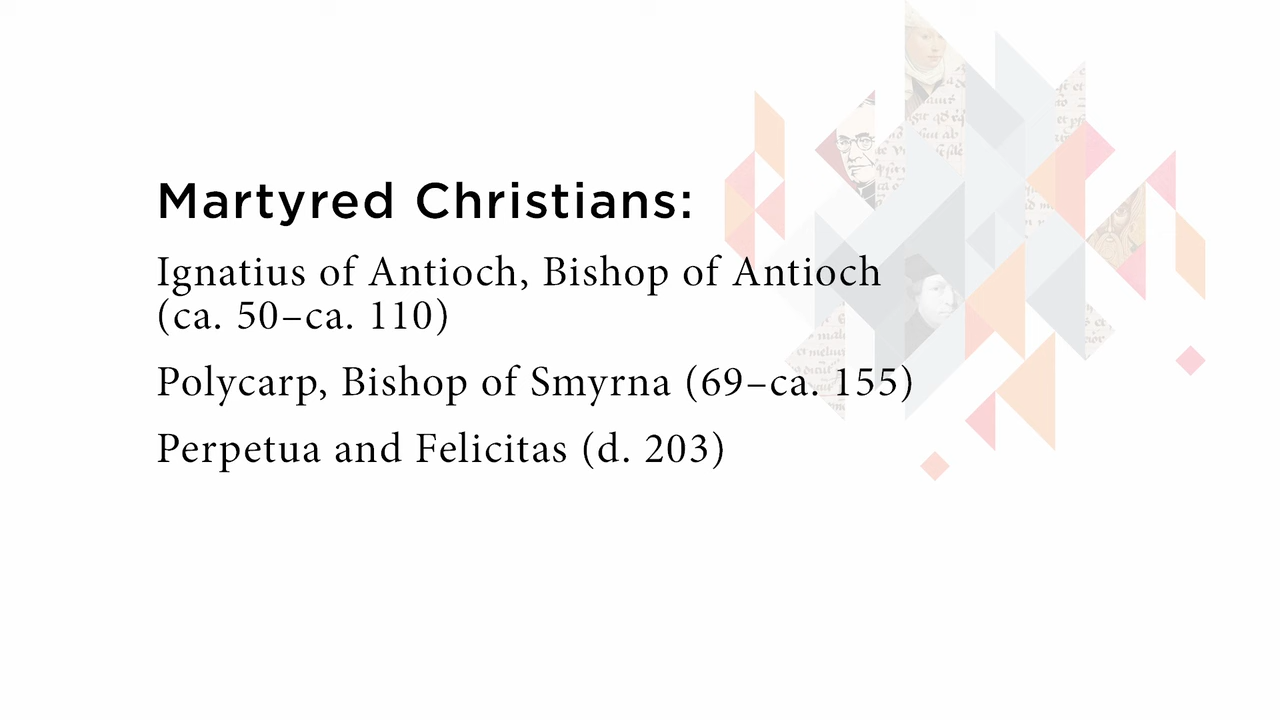 Martyred Christians:
Ignatius of Antioch, Bishop of Antioch
(ca. 50–ca. 110)
Polycarp, Bishop of Smyrna (69–ca. 155)
Perpetua and Felicitas (d. 203)